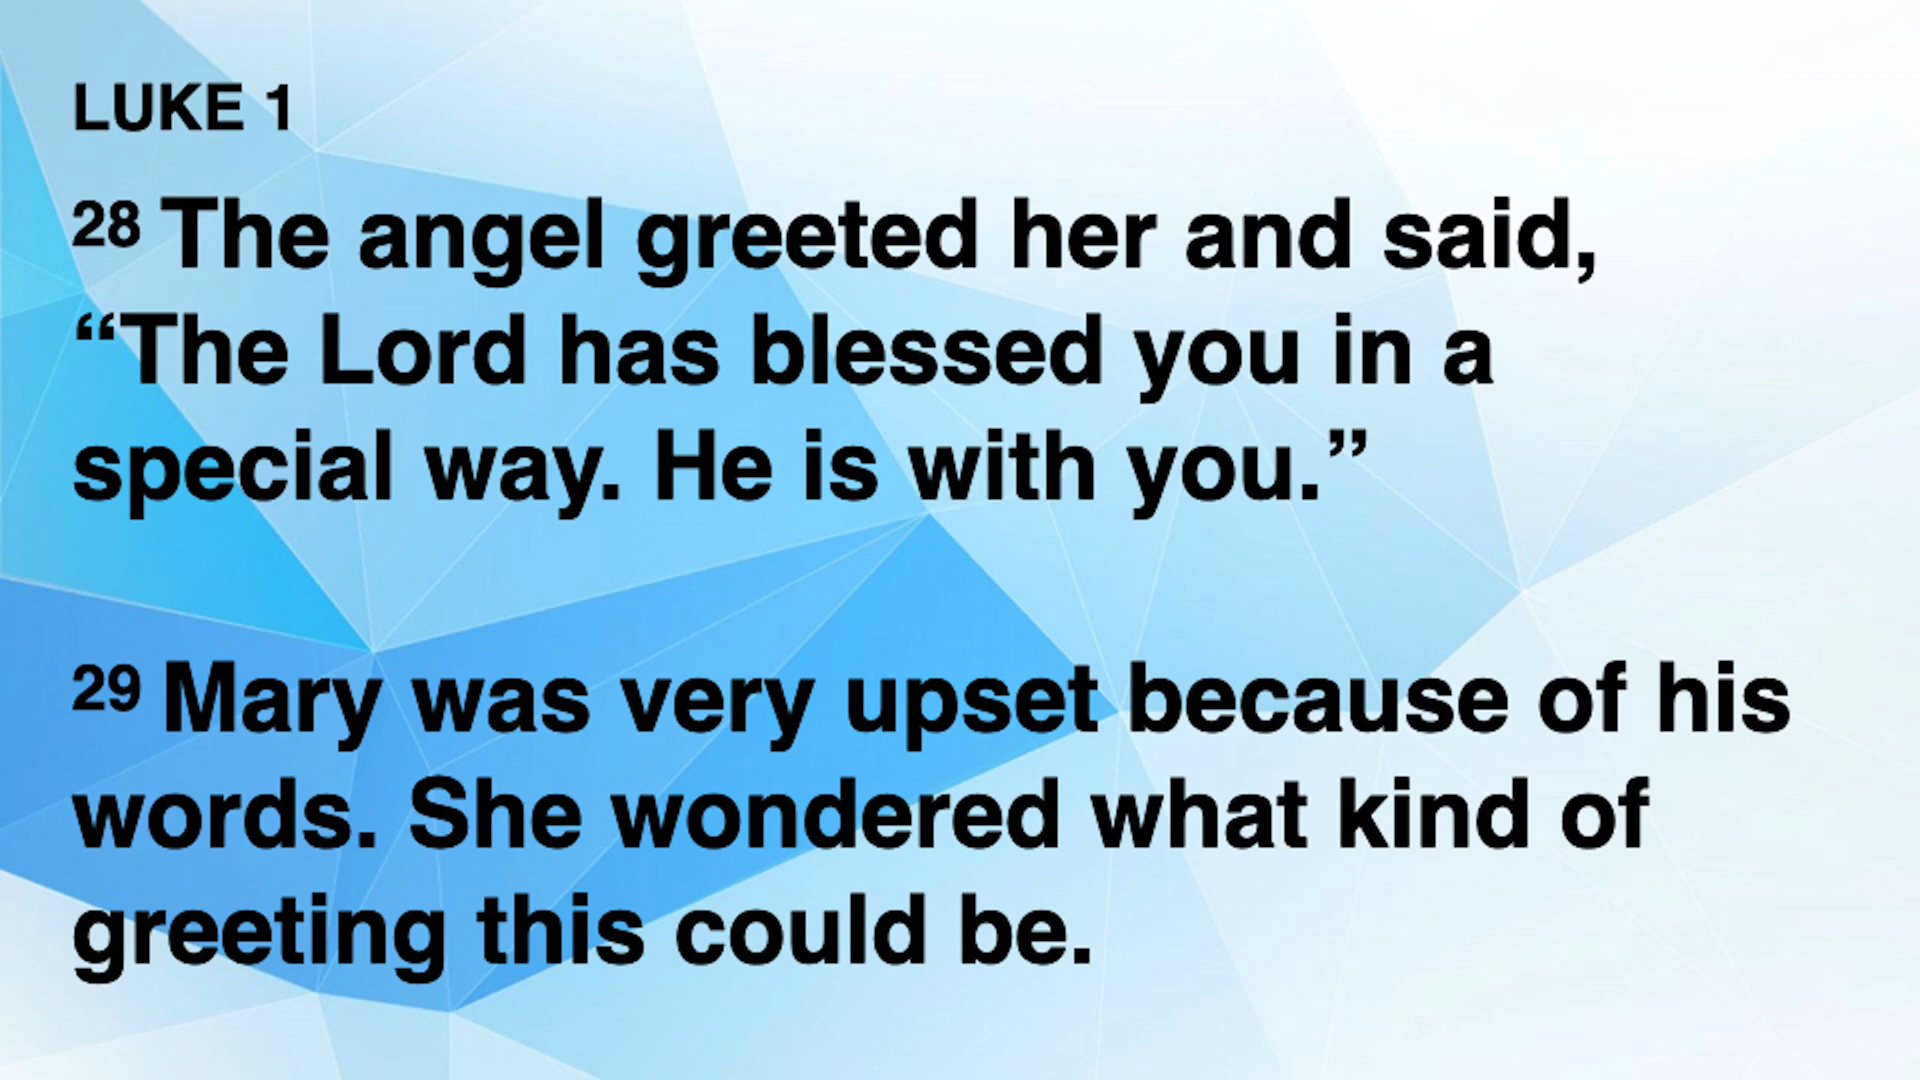 LUKE 1
28 The angel greeted her and said,
“The Lord has blessed you in a
special way. He is with you.”
29 Mary was very upset because of his
words. She wondered what kind of
greeting this could be.